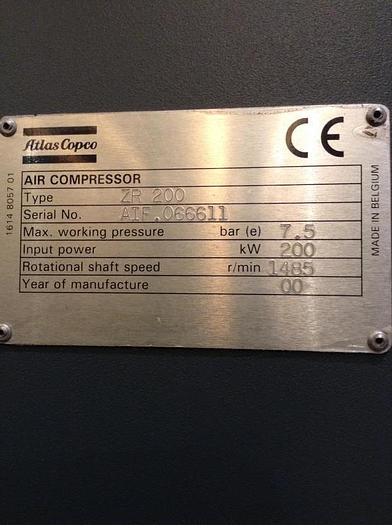 Atlas Copco
CE
AIR COMPRESSOR
Type ZR 200
Serial No. AIF.066611
Max. working pressure bar (e) 7.5
Input power kW 200
Rotational shaft speed r/min 1485
Year of manufacture 00
1614 8057 01
MADE IN BELGIUM